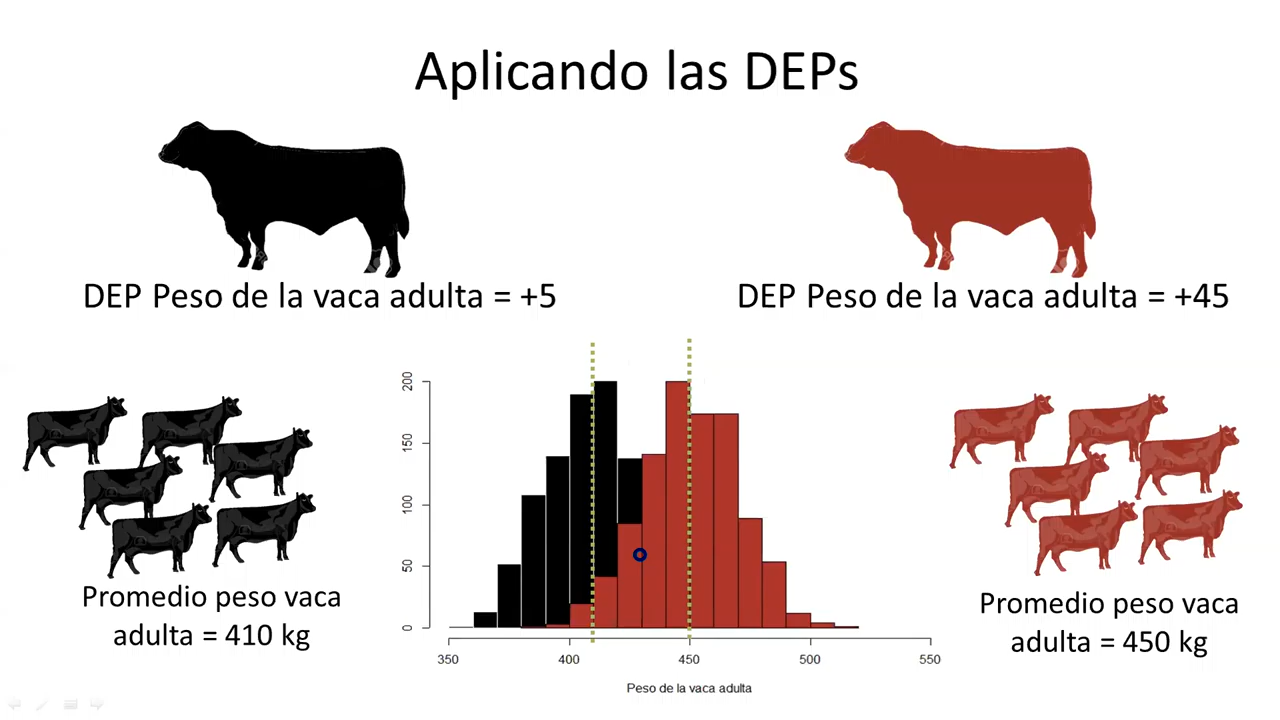 Aplicando las DEPs
DEP Peso de la vaca adulta = +5
DEP Peso de la vaca adulta = +45
200
150
100
50
0
350
400
450
500
550
Peso de la vaca adulta
Promedio peso vaca
adulta = 410 kg
Promedio peso vaca
adulta = 450 kg